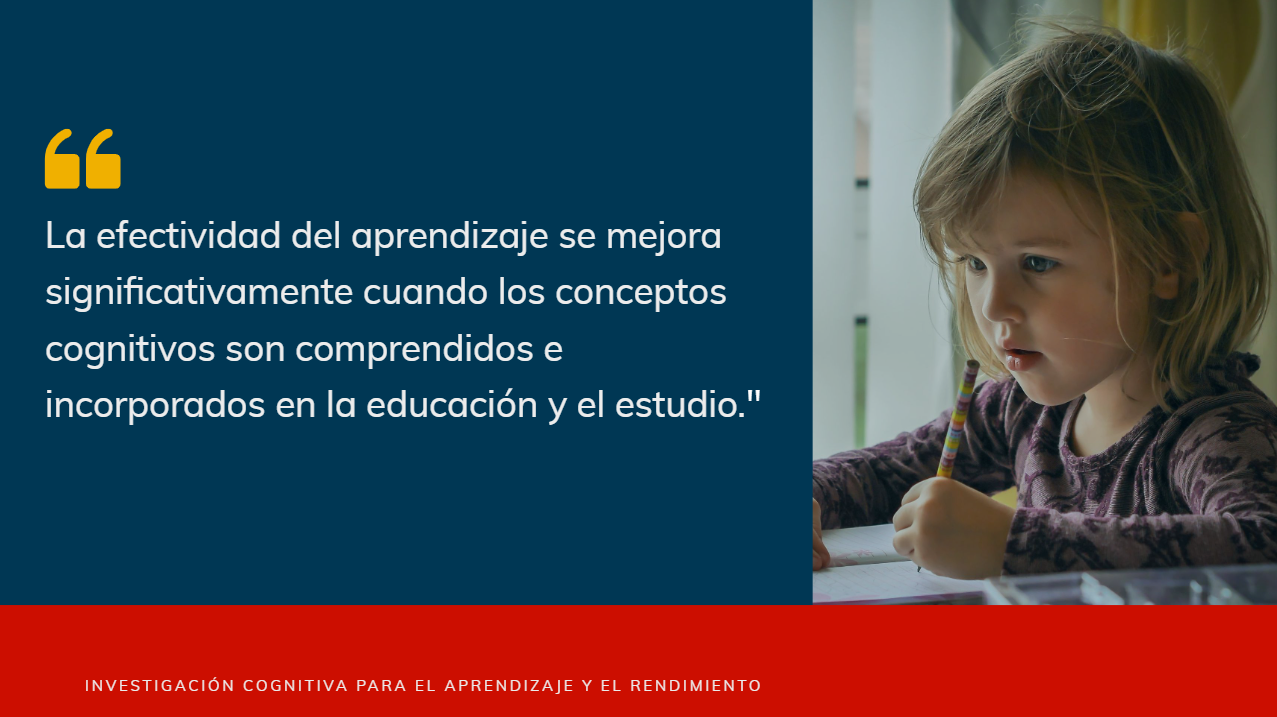 La efectividad del aprendizaje se mejora
significativamente cuando los conceptos
cognitivos son comprendidos e
incorporados en la educación y el estudio."
INVESTIGACIÓN COGNITIVA PARA EL APRENDIZAJE Y EL RENDIMIENTO